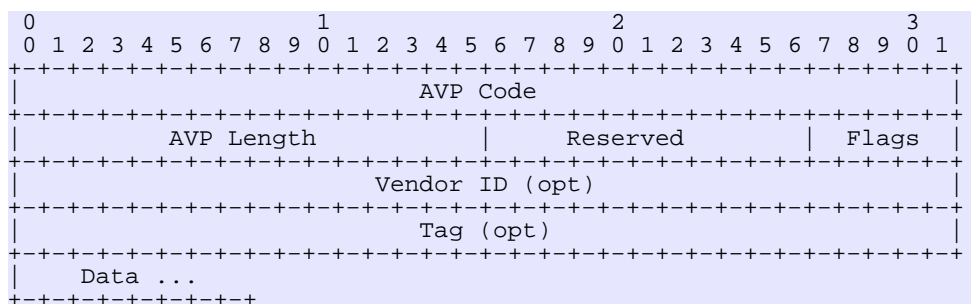 0                   1                   2                   3
 0 1 2 3 4 5 6 7 8 9 0 1 2 3 4 5 6 7 8 9 0 1 2 3 4 5 6 7 8 9 0 1
+-+-+-+-+-+-+-+-+-+-+-+-+-+-+-+-+-+-+-+-+-+-+-+-+-+-+-+-+-+-+-+-+
|                           AVP Code                            |
+-+-+-+-+-+-+-+-+-+-+-+-+-+-+-+-+-+-+-+-+-+-+-+-+-+-+-+-+-+-+-+-+
|          AVP Length           |     Reserved        |  Flags  |
+-+-+-+-+-+-+-+-+-+-+-+-+-+-+-+-+-+-+-+-+-+-+-+-+-+-+-+-+-+-+-+-+
|                        Vendor ID (opt)                        |
+-+-+-+-+-+-+-+-+-+-+-+-+-+-+-+-+-+-+-+-+-+-+-+-+-+-+-+-+-+-+-+-+
|                           Tag (opt)                           |
+-+-+-+-+-+-+-+-+-+-+-+-+-+-+-+-+-+-+-+-+-+-+-+-+-+-+-+-+-+-+-+-+
|    Data ...
+-+-+-+-+-+-+-+-+